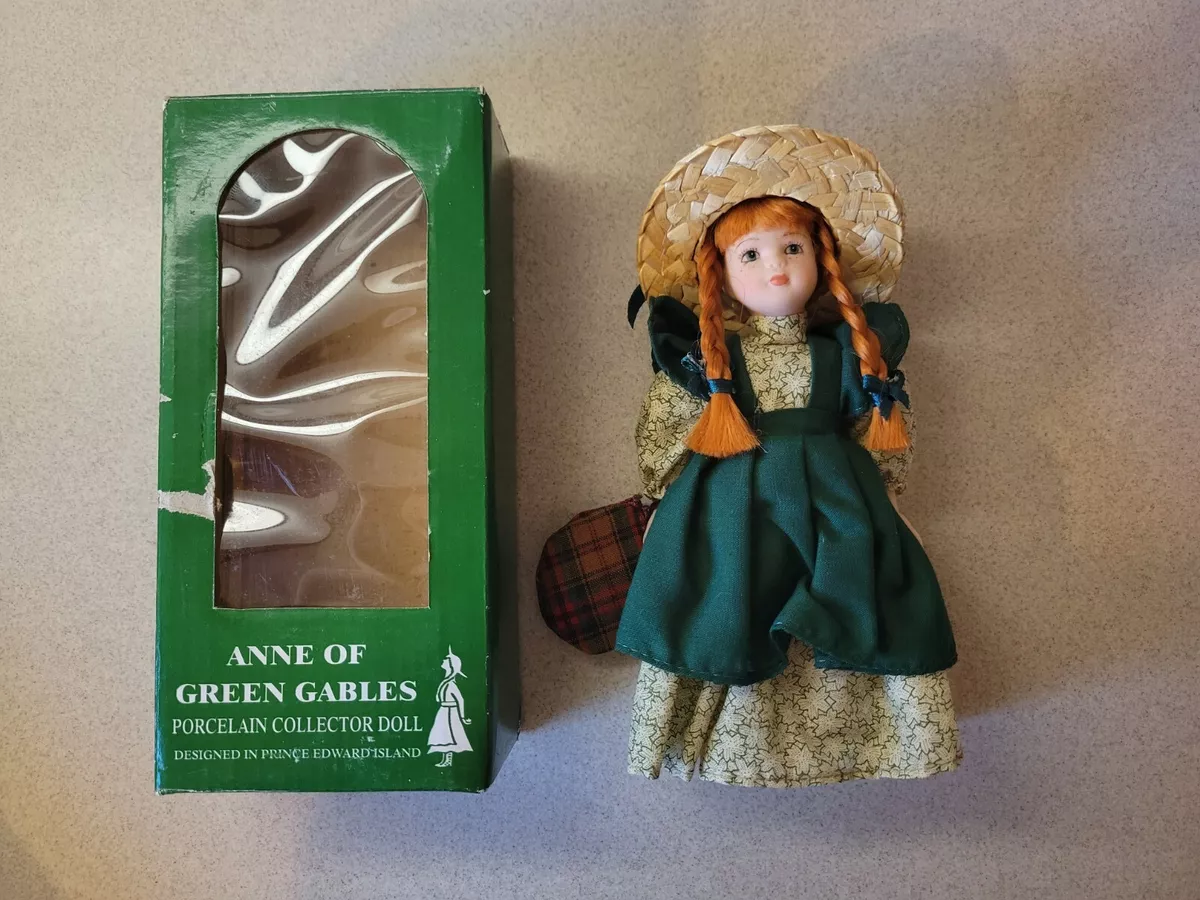 ANNE OF
GREEN GABLES
PORCELAIN COLLECTOR DOLL
DESIGNED IN PRINCE EDWARD ISLAND